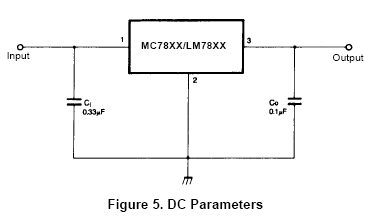 1
MC78XX/LM78XX
3
Input
Output
2
Ci
0.33µF
Co
0.1µF
Figure 5. DC Parameters